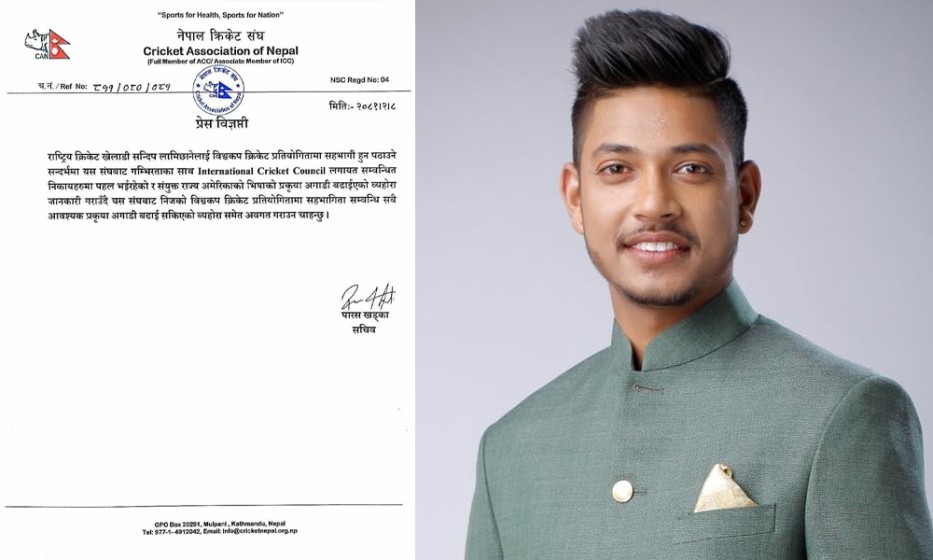 "Sports for Health, Sports for Nation"
नेपाल क्रिकेट संघ
Cricket Association of Nepal
(Full Member of ACC/ Associate Member of ICC)
CAN
च.नं. /Ref No: ८११/०८०/०८१
NSC Regd No: 04
मितिः- २०८१।२।८
प्रेस विज्ञप्ती
राष्ट्रिय क्रिकेट खेलाडी सन्दिप लामिछानेलाई विश्वकप क्रिकेट प्रतियोगितामा सहभागी हुन पठाउने
सन्दर्भमा यस संघबाट गम्भिरताका साथ International Cricket Council लगायत सम्वन्धित
निकायहरुमा पहल भईरहेको र संयुक्त राज्य अमेरिकाको भिषाको प्रकृया अगाडी बढाईएको व्यहोरा
जानकारी गराउँदै यस संघबाट निजको विश्वकप क्रिकेट प्रतियोगितामा सहभागिता सम्वन्धि सबै
आवश्यक प्रकृया अगाडी बढाई सकिएको व्यहोरा समेत अवगत गराउन चाहन्छु ।
पारस खड्का
सचिव
GPO Box 20291, Mulpani, Kathmandu, Nepal
Tel: 977-1-4912042, Email: info@cricketnepal.org.np